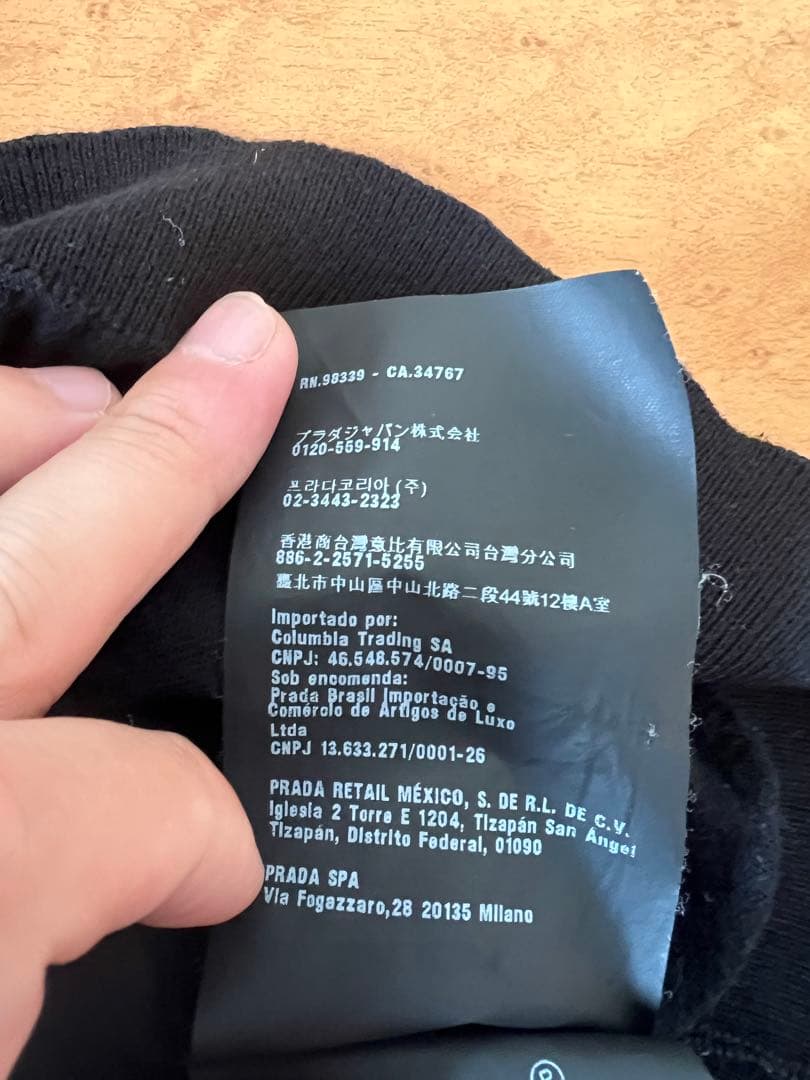 RN.98339 - CA.34767
プラダジャパン株式会社
0120-559-914
프라다코리아(주)
02-3443-2323
香港商台灣意比有限公司台灣分公司
886-2-2571-5255
臺北市中山區中山北路二段44號12樓A室
Importado por:
Columbia Trading SA
CNPJ: 46.548.574/0007-95
Sob encomenda:
Prada Brasil Importação e
Comércio de Artigos de Luxo
Ltda
CNPJ 13.633.271/0001-26
PRADA RETAIL MÉXICO, S. DE R.L. DE C.V.
Iglesia 2 Torre E 1204, Tizapán San Ángel
Tizapán, Distrito Federal, 01090
PRADA SPA
Via Fogazzaro,28 20135 Milano